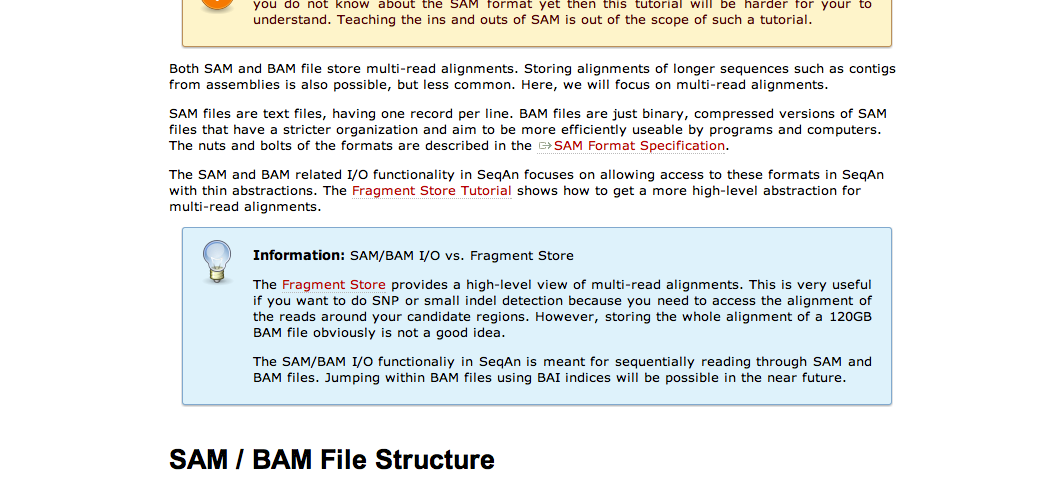 you do not know about the SAM format yet then this tutorial will be harder for your to
understand. Teaching the ins and outs of SAM is out of the scope of such a tutorial.
Both SAM and BAM file store multi-read alignments. Storing alignments of longer sequences such as contigs
from assemblies is also possible, but less common. Here, we will focus on multi-read alignments.
SAM files are text files, having one record per line. BAM files are just binary, compressed versions of SAM
files that have a stricter organization and aim to be more efficiently useable by programs and computers.
The nuts and bolts of the formats are described in the SAM Format Specification.
The SAM and BAM related I/O functionality in SeqAn focuses on allowing access to these formats in SeqAn
with thin abstractions. The Fragment Store Tutorial shows how to get a more high-level abstraction for
multi-read alignments.
Information: SAM/BAM I/O vs. Fragment Store
The Fragment Store provides a high-level view of multi-read alignments. This is very useful
if you want to do SNP or small indel detection because you need to access the alignment of
the reads around your candidate regions. However, storing the whole alignment of a 120GB
BAM file obviously is not a good idea.
The SAM/BAM I/O functionaliy in SeqAn is meant for sequentially reading through SAM and
BAM files. Jumping within BAM files using BAI indices will be possible in the near future.
SAM / BAM File Structure